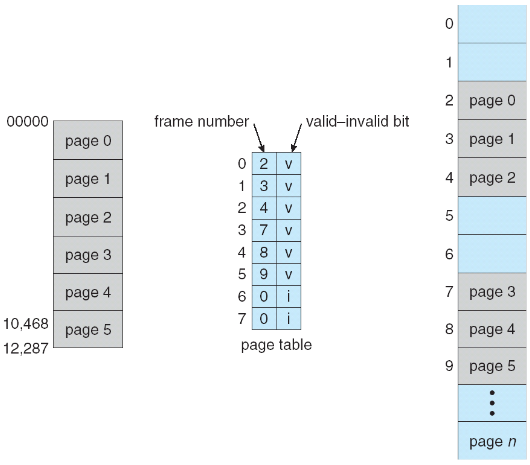 00000
page 0
page 1
page 2
page 3
page 4
10,468
page 5
12,287
frame number
valid–invalid bit
0 2 v
1 3 v
2 4 v
3 7 v
4 8 v
5 9 v
6 0 i
7 0 i
page table
0
1
2 page 0
3 page 1
4 page 2
5
6
7 page 3
8 page 4
9 page 5
page n